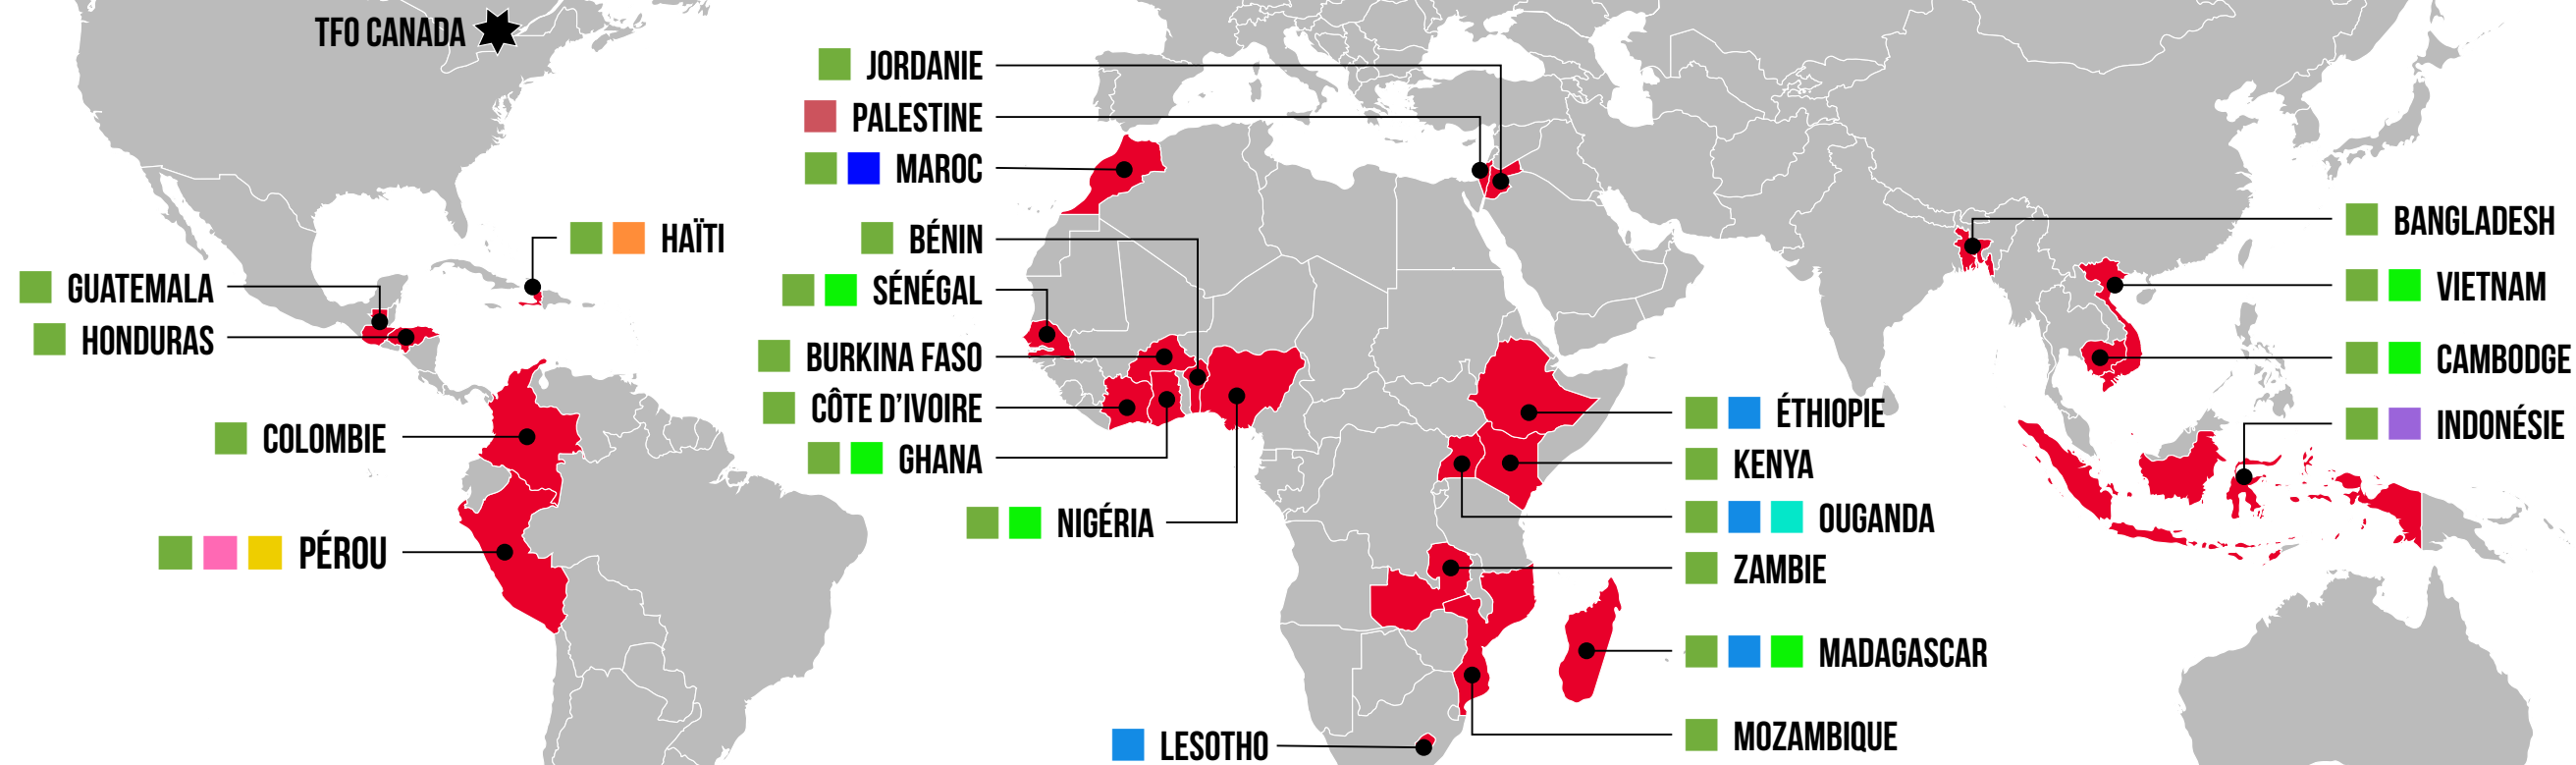 TFO CANADA
JORDANIE
PALESTINE
MAROC
BÉNIN
SÉNÉGAL
BURKINA FASO
CÔTE D'IVOIRE
GHANA
NIGÉRIA
HAÏTI
GUATEMALA
HONDURAS
COLOMBIE
PÉROU
LESOTHO
ÉTHIOPIE
KENYA
OUGANDA
ZAMBIE
MADAGASCAR
MOZAMBIQUE
BANGLADESH
VIETNAM
CAMBODGE
INDONÉSIE